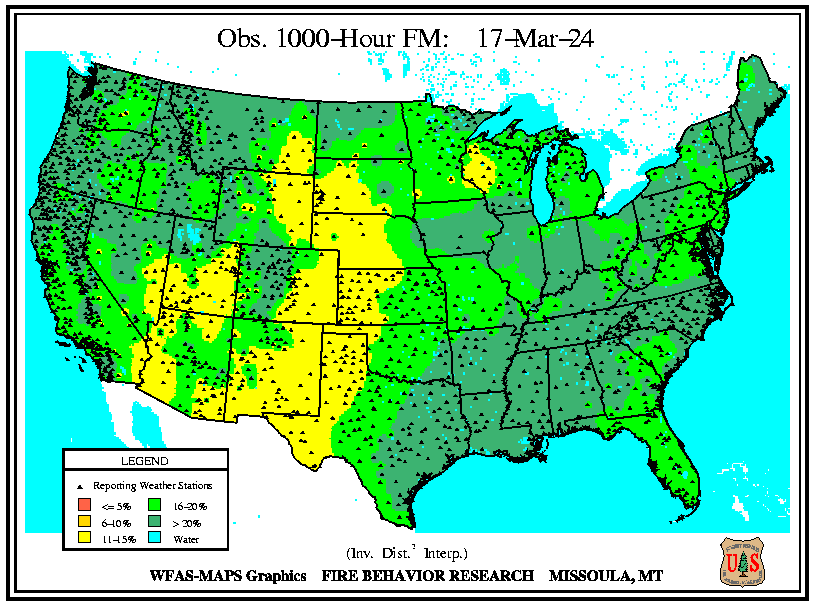 Obs. 1000-Hour FM: 17-Mar-24
LEGEND
Reporting Weather Stations
<= 5% 16-20%
6-10% > 20%
11-15% Water
(Inv. Dist.² Interp.)
WFAS-MAPS Graphics FIRE BEHAVIOR RESEARCH MISSOULA, MT
U S